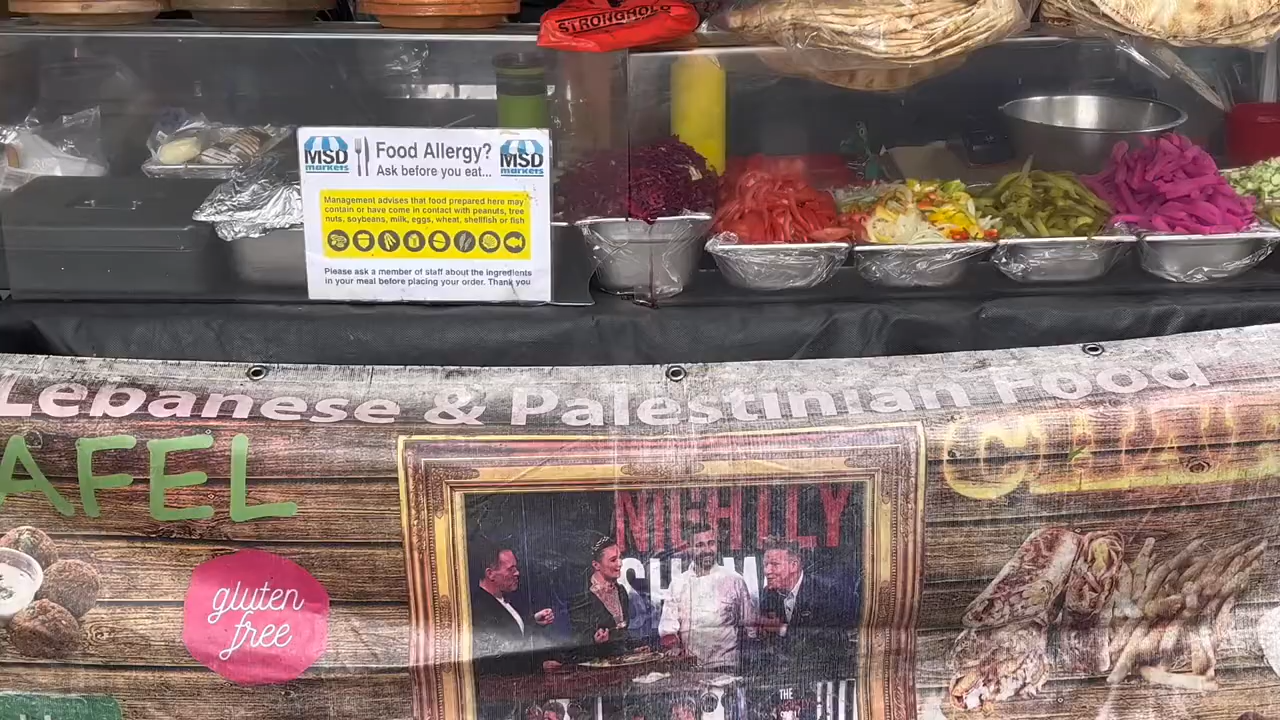 STRONGHOLD
MSD
markets
Food Allergy?
Ask before you eat...
MSD
markets
Management advises that food prepared here may
contain or have come in contact with peanuts, tree
nuts, soybeans, milk, eggs, wheat, shellfish or fish
Please ask a member of staff about the ingredients
in your meal before placing your order. Thank you
Lebanese & Palestinian Food
AFEL
NIGHTLY
SHOW
gluten
free
THE